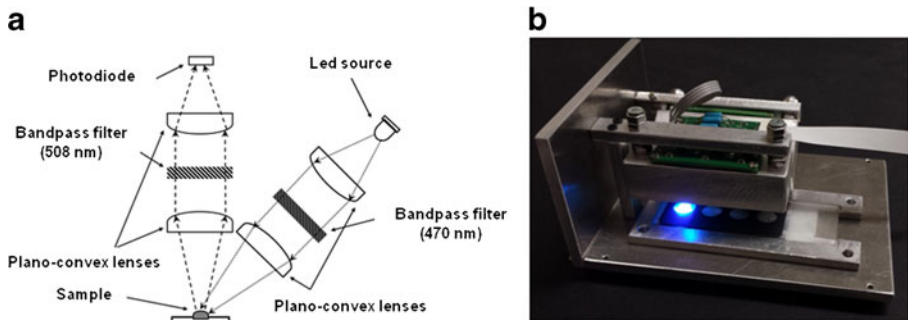 a
b
Photodiode
Led source
Bandpass filter
(508 nm)
Bandpass filter
(470 nm)
Plano-convex lenses
Sample
Plano-convex lenses